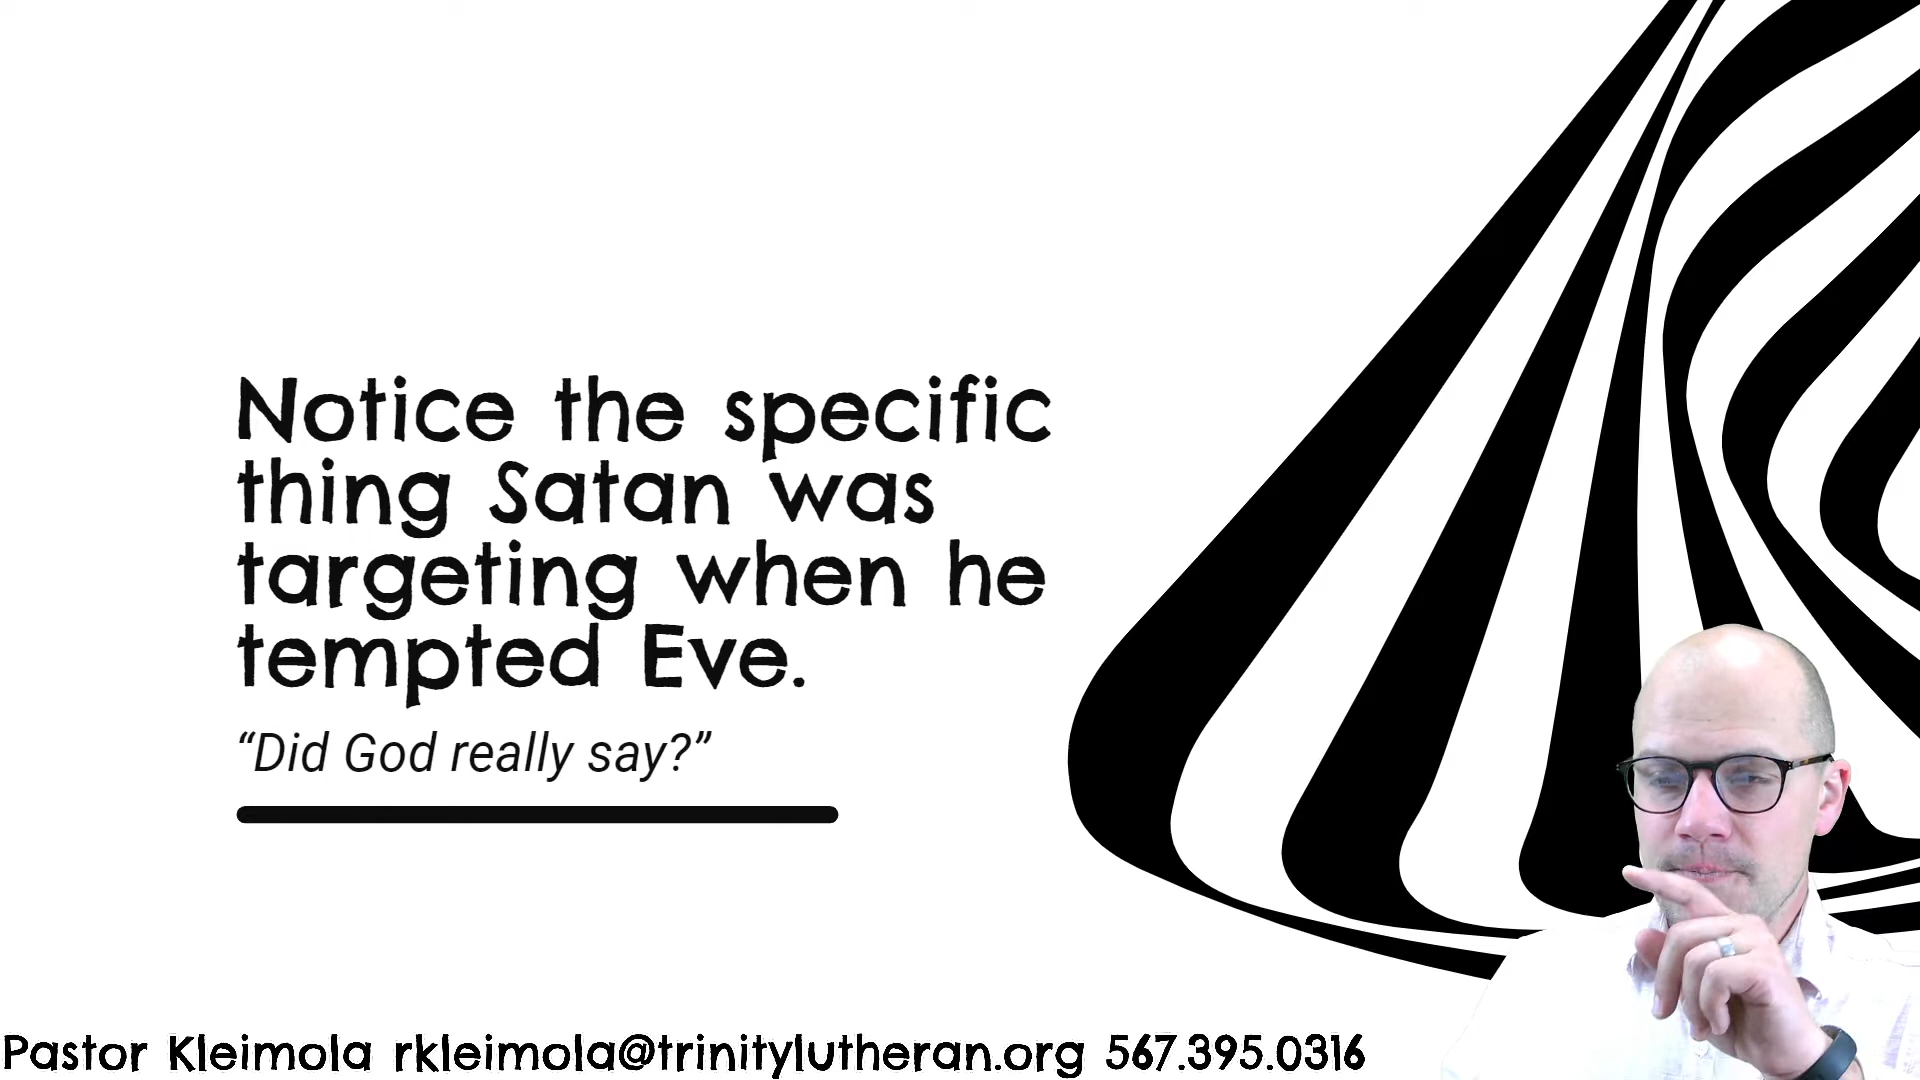 Notice the specific
thing Satan was
targeting when he
tempted Eve.
“Did God really say?”
Pastor Kleimola rkleimola@trinitylutheran.org 567.395.0316